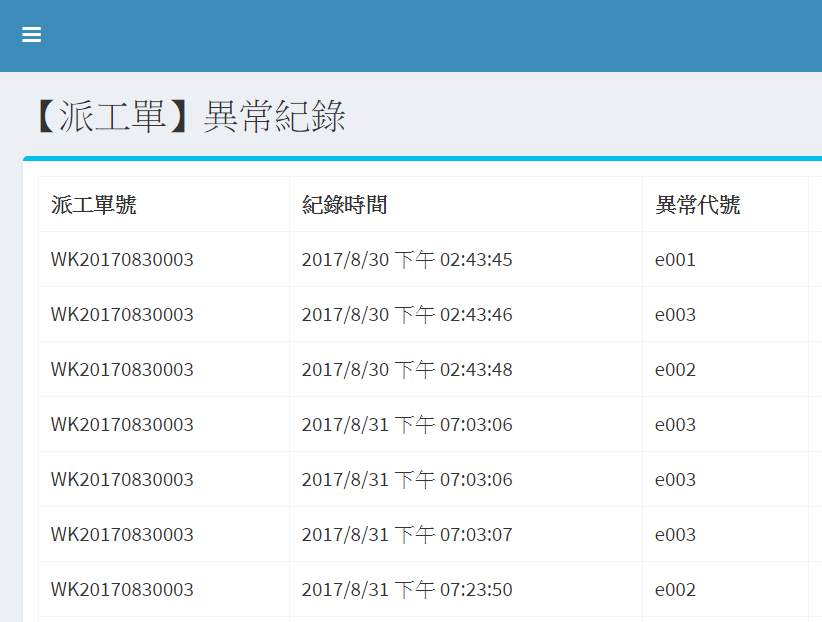 【派工單】異常紀錄
派工單號 紀錄時間 異常代號
WK20170830003 2017/8/30 下午 02:43:45 e001
WK20170830003 2017/8/30 下午 02:43:46 e003
WK20170830003 2017/8/30 下午 02:43:48 e002
WK20170830003 2017/8/31 下午 07:03:06 e003
WK20170830003 2017/8/31 下午 07:03:06 e003
WK20170830003 2017/8/31 下午 07:03:07 e003
WK20170830003 2017/8/31 下午 07:23:50 e002